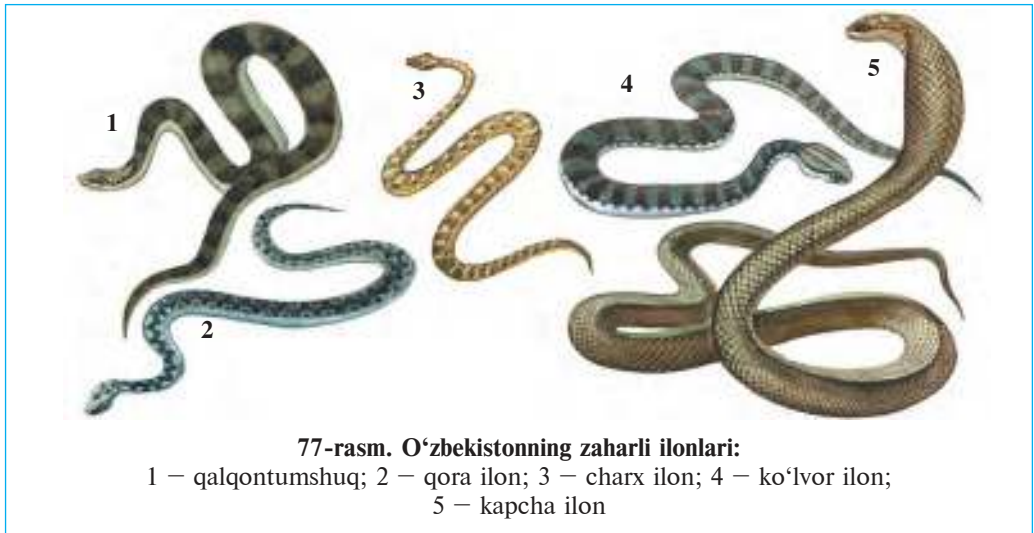 1
2
3
4
5
77-rasm. O‘zbekistonning zaharli ilonlari:
1 — qalqontumshuq; 2 — qora ilon; 3 — charx ilon; 4 — ko‘lvor ilon;
5 — kapcha ilon